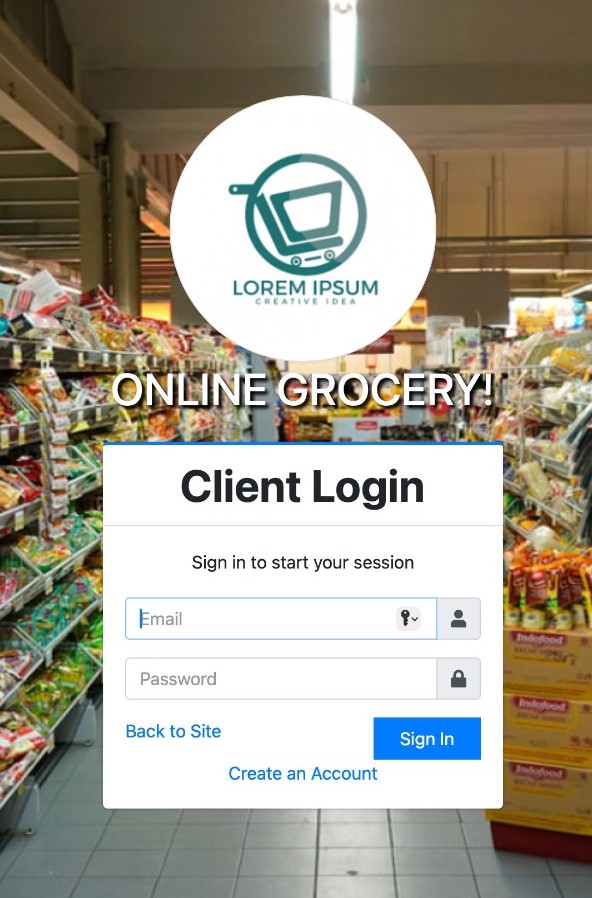 LOREM IPSUM
CREATIVE IDEA
ONLINE GROCERY!
Client Login
Sign in to start your session
Email
Password
Back to Site
Sign In
Create an Account
Indofood
Indofood
Indofood